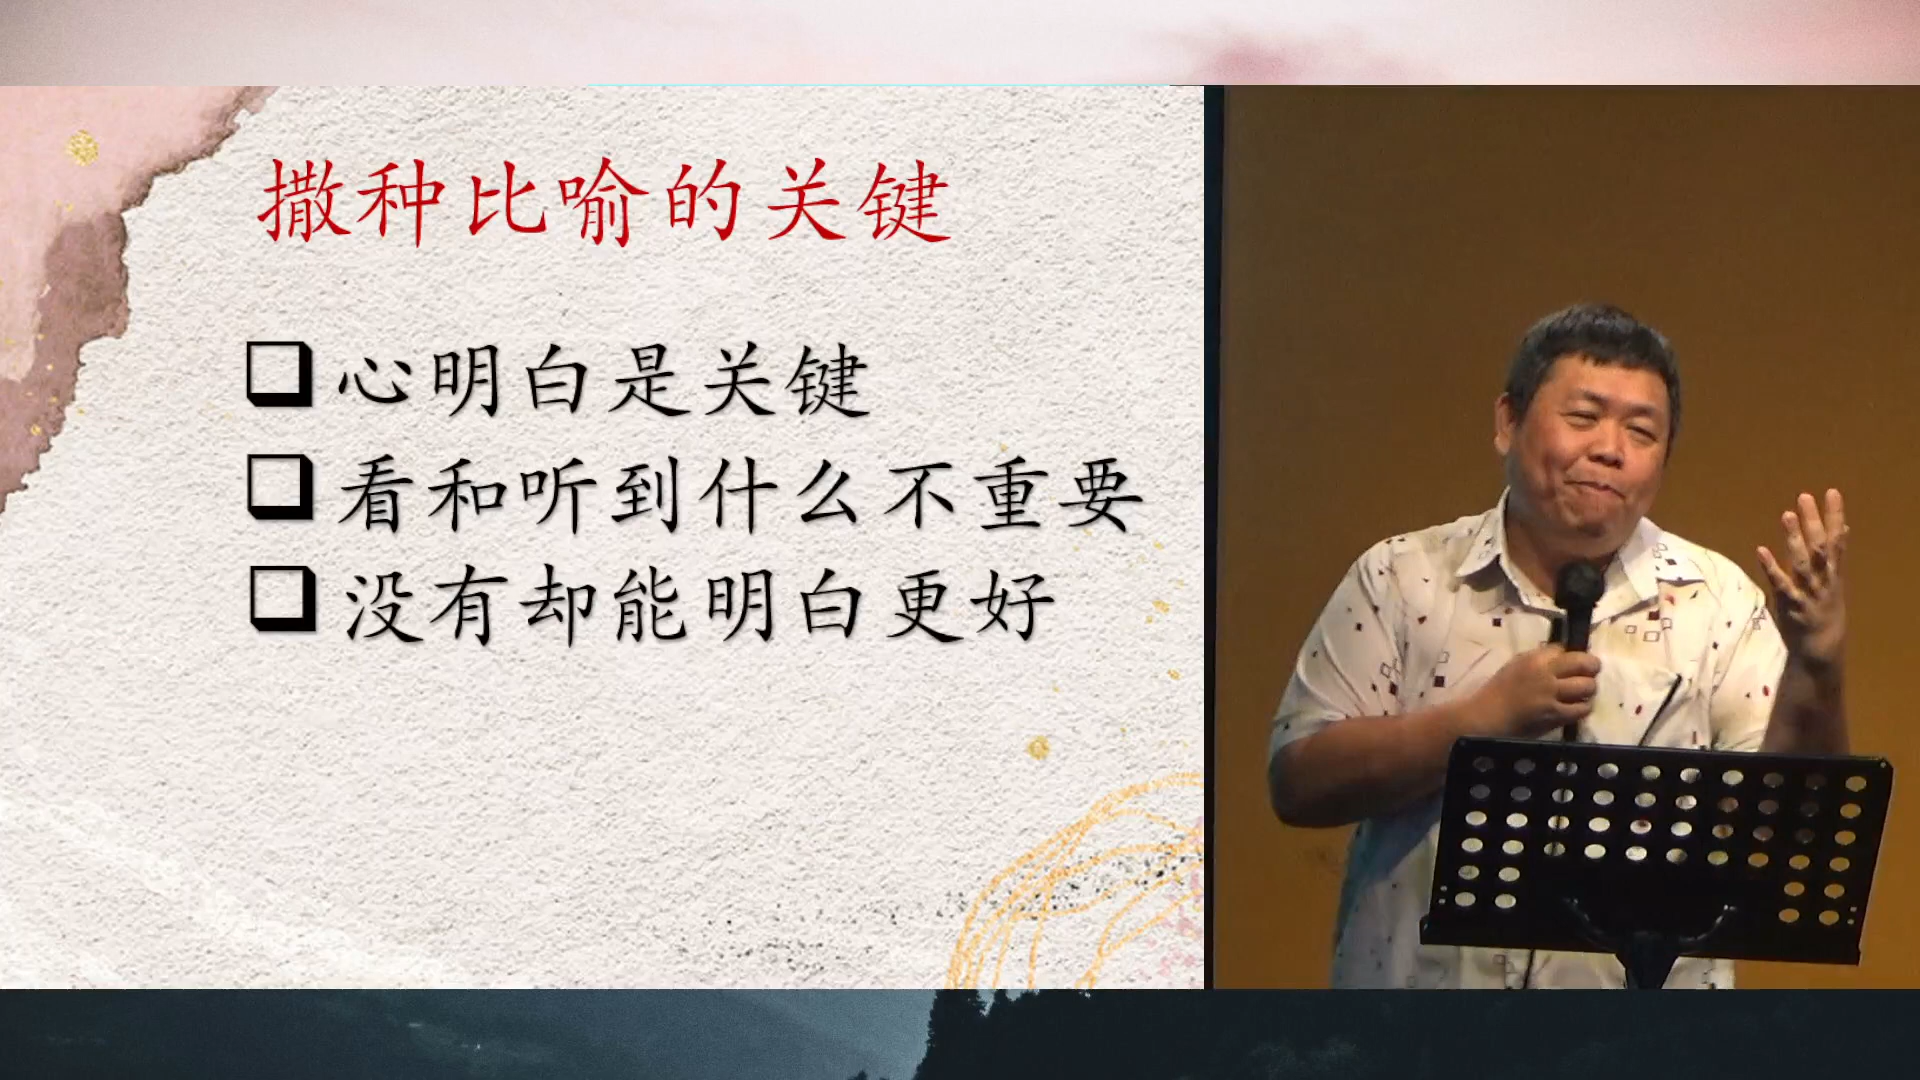 撒种比喻的关键
心明白是关键
看和听到什么不重要
没有却能明白更好